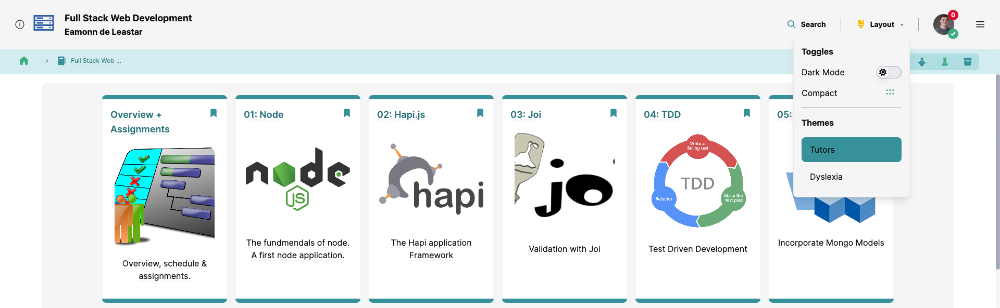 Full Stack Web Development
Eamonn de Leastar
Search
Layout
0
Full Stack Web ...
Toggles
Dark Mode
Compact
Themes
Tutors
Dyslexia
Overview +
Assignments
Overview, schedule &
assignments.
01: Node
node
JS
The fundmendals of node.
A first node application.
02: Hapi.js
hapi
The Hapi application
Framework
03: Joi
joi
Validation with Joi
04: TDD
Write a
failing test
TDD
Refactor
Make the
test pass
Test Driven Development
05:
Incorporate Mongo Models